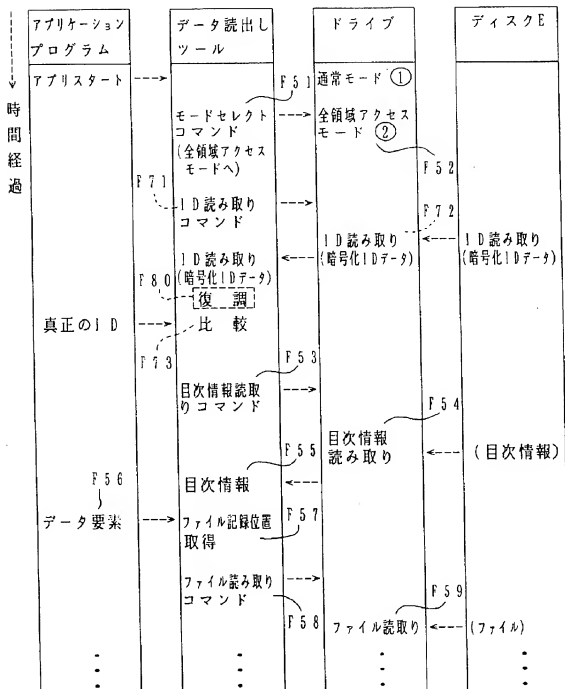 アプリケーション
プログラム
データ読出し
ツール
ドライブ
ディスクE
時間経過
アプリスタート
F51
通常モード ①
モードセレクト
コマンド
(全領域アクセス
モードへ)
全領域アクセス
モード ②
F52
F71
ID読み取り
コマンド
F72
ID読み取り
(暗号化IDデータ)
ID読み取り
(暗号化IDデータ)
ID読み取り
(暗号化IDデータ)
F80
復調
真正のID
比較
F73
F53
目次情報読取
りコマンド
F54
目次情報
読み取り
(目次情報)
F55
目次情報
F56
データ要素
ファイル記録位置
取得
F57
ファイル読み取り
コマンド
F58
F59
ファイル読取り
(ファイル)